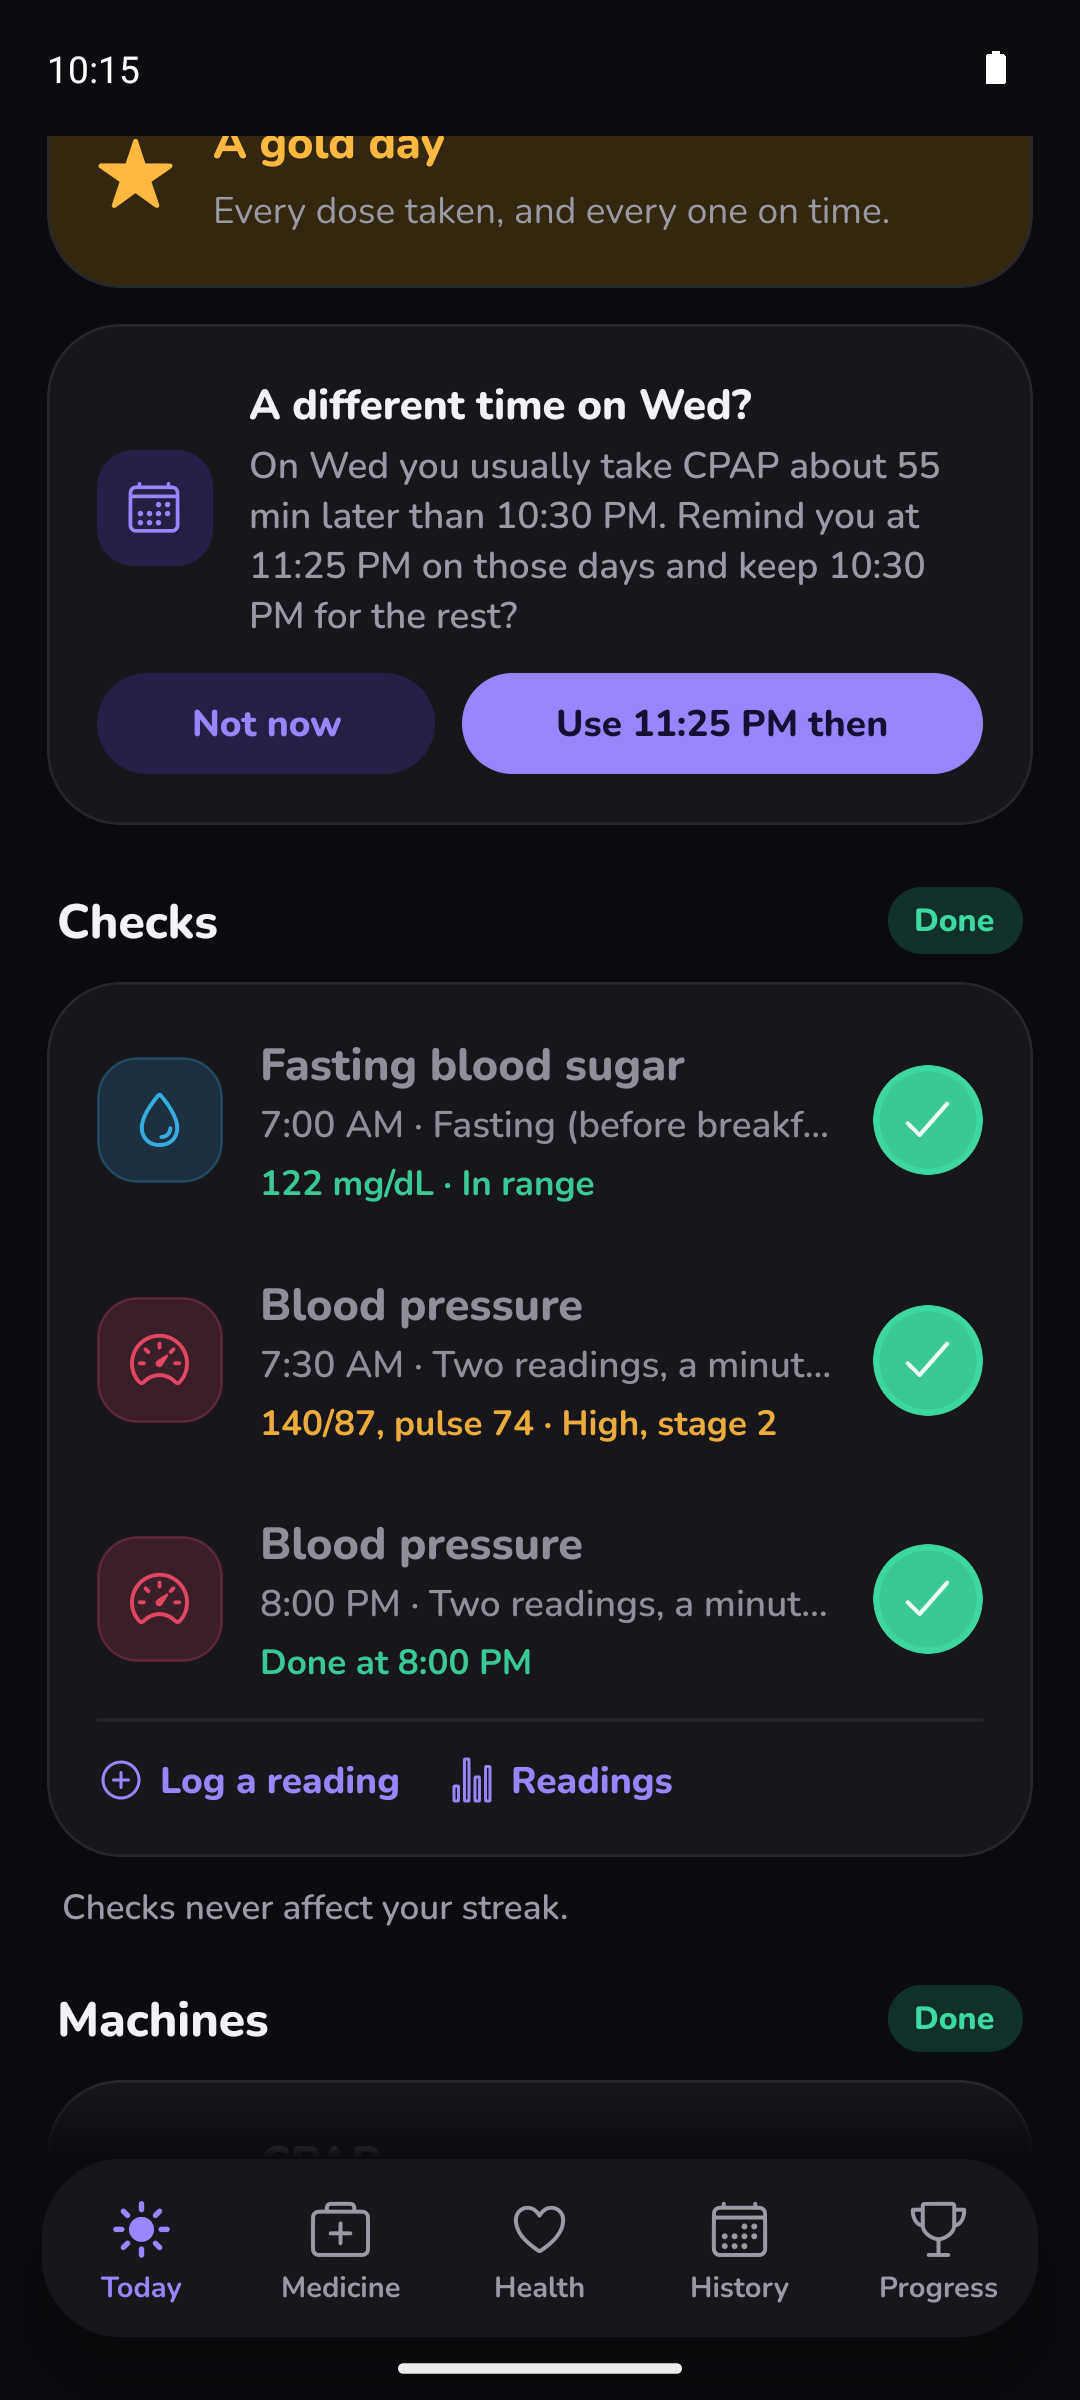 10:15
A gold day
Every dose taken, and every one on time.
A different time on Wed?
On Wed you usually take CPAP about 55
min later than 10:30 PM. Remind you at
11:25 PM on those days and keep 10:30
PM for the rest?
Not now
Use 11:25 PM then
Checks
Done
Fasting blood sugar
7:00 AM · Fasting (before breakf...
122 mg/dL · In range
Blood pressure
7:30 AM · Two readings, a minut...
140/87, pulse 74 · High, stage 2
Blood pressure
8:00 PM · Two readings, a minut...
Done at 8:00 PM
Log a reading
Readings
Checks never affect your streak.
Machines
Done
Today
Medicine
Health
History
Progress